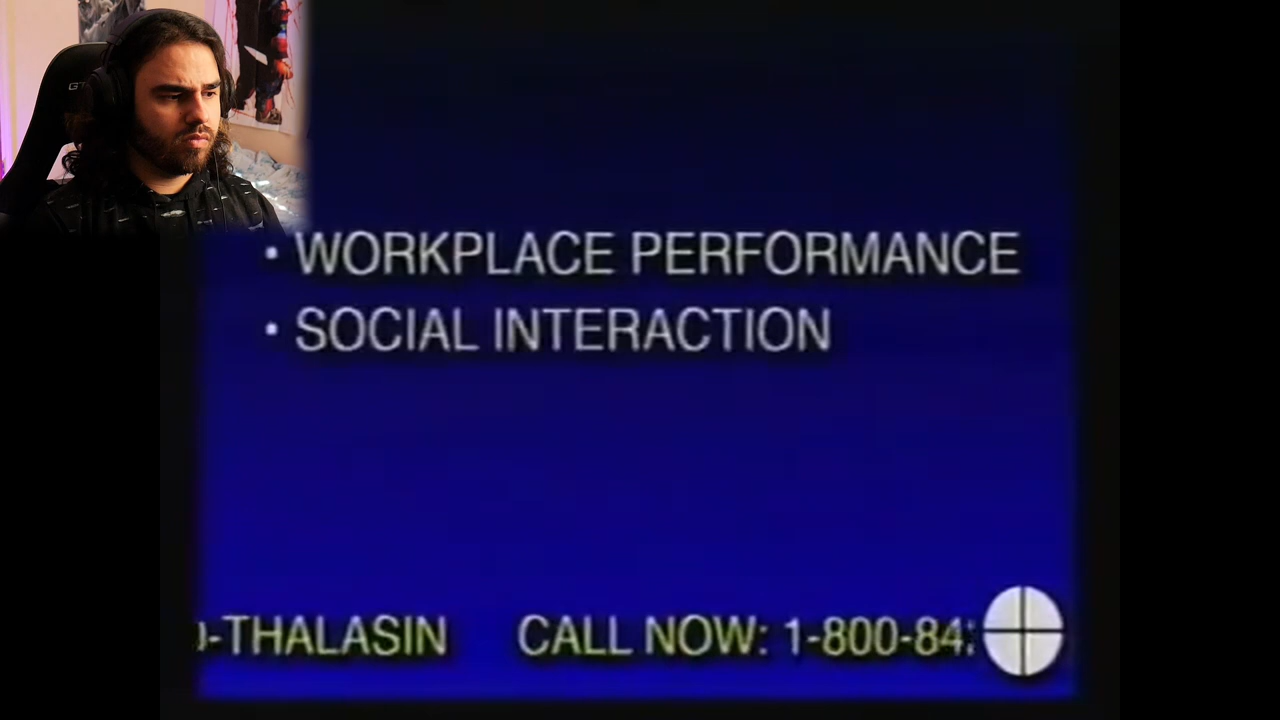 • WORKPLACE PERFORMANCE
• SOCIAL INTERACTION
-THALASIN CALL NOW: 1-800-84